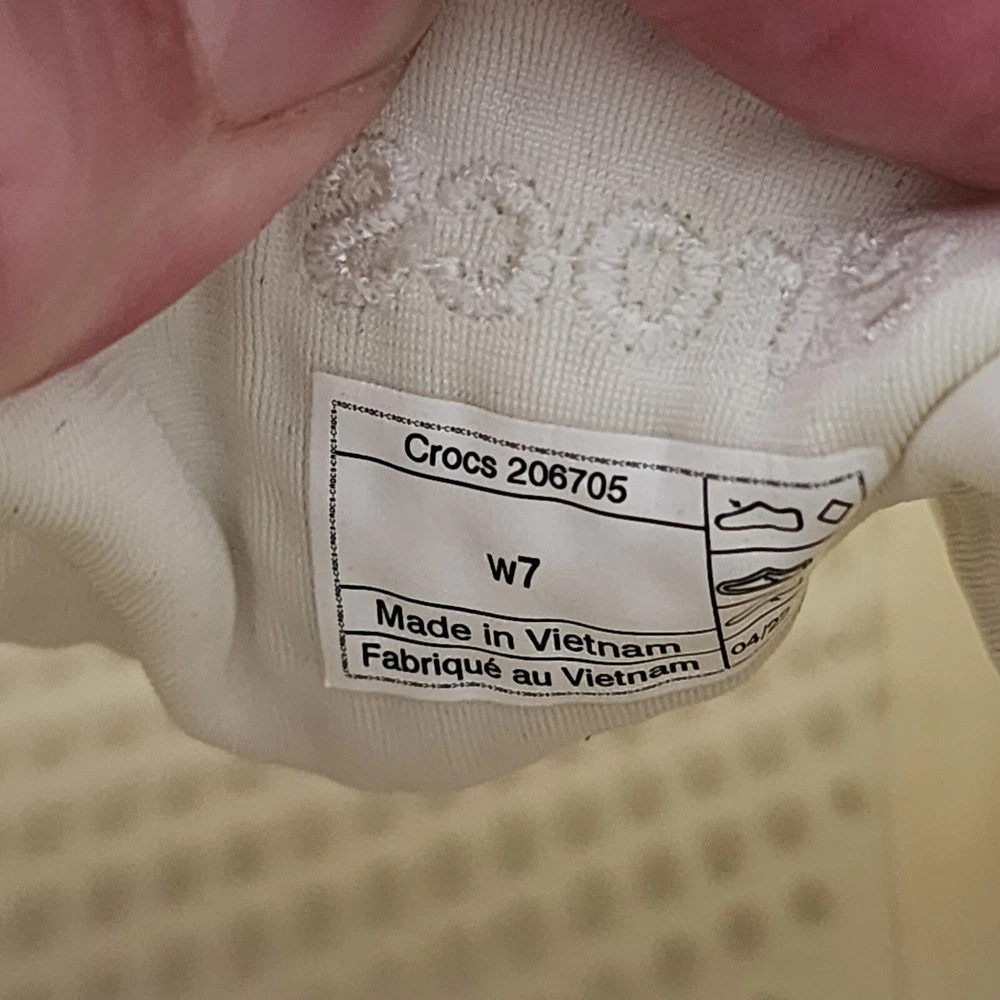 Crocs 206705
W7
Made in Vietnam
Fabriqué au Vietnam